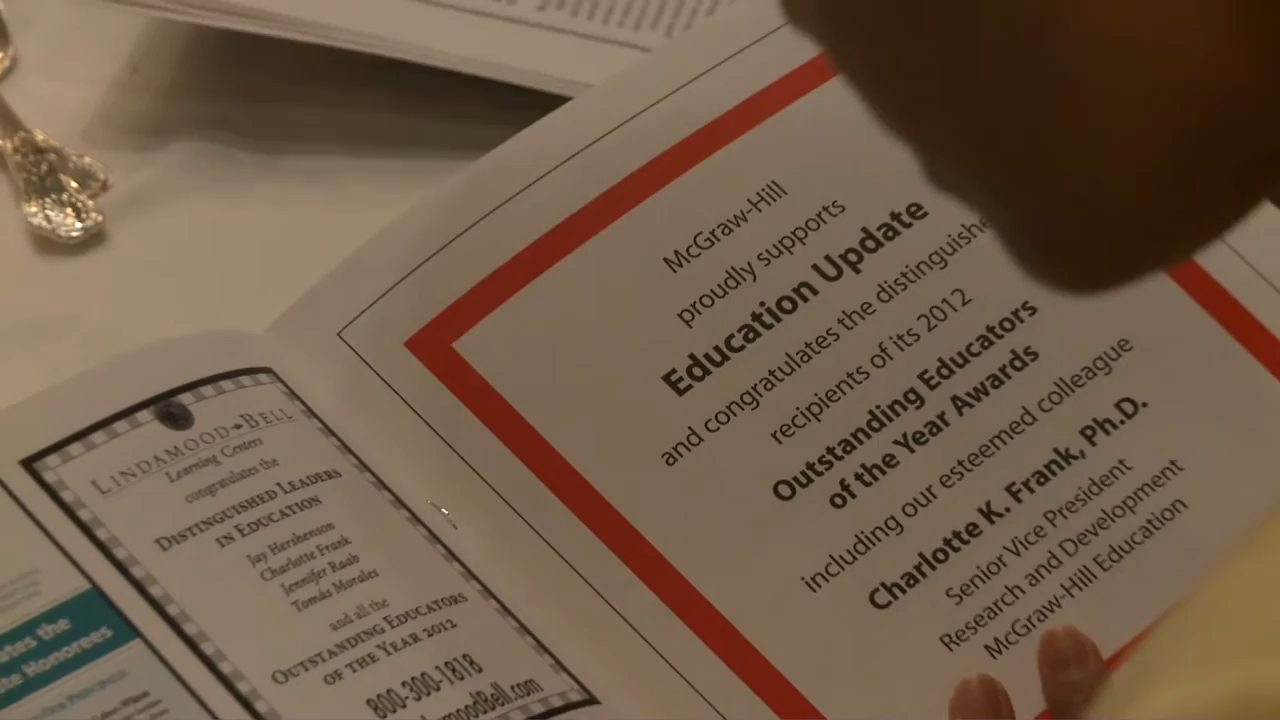 LINDAMOOD-BELL
Learning Centers
congratulates the
DISTINGUISHED LEADERS
IN EDUCATION
Jay Hershenson
Charlotte Frank
Jennifer Raab
Tomás Morales
and all the
OUTSTANDING EDUCATORS
OF THE YEAR 2012
800-300-1818
moodBell.com
ates the
te Honorees
McGraw-Hill
proudly supports
Education Update
and congratulates the distinguishe
recipients of its 2012
Outstanding Educators
of the Year Awards
including our esteemed colleague
Charlotte K. Frank, Ph.D.
Senior Vice President
Research and Development
McGraw-Hill Education